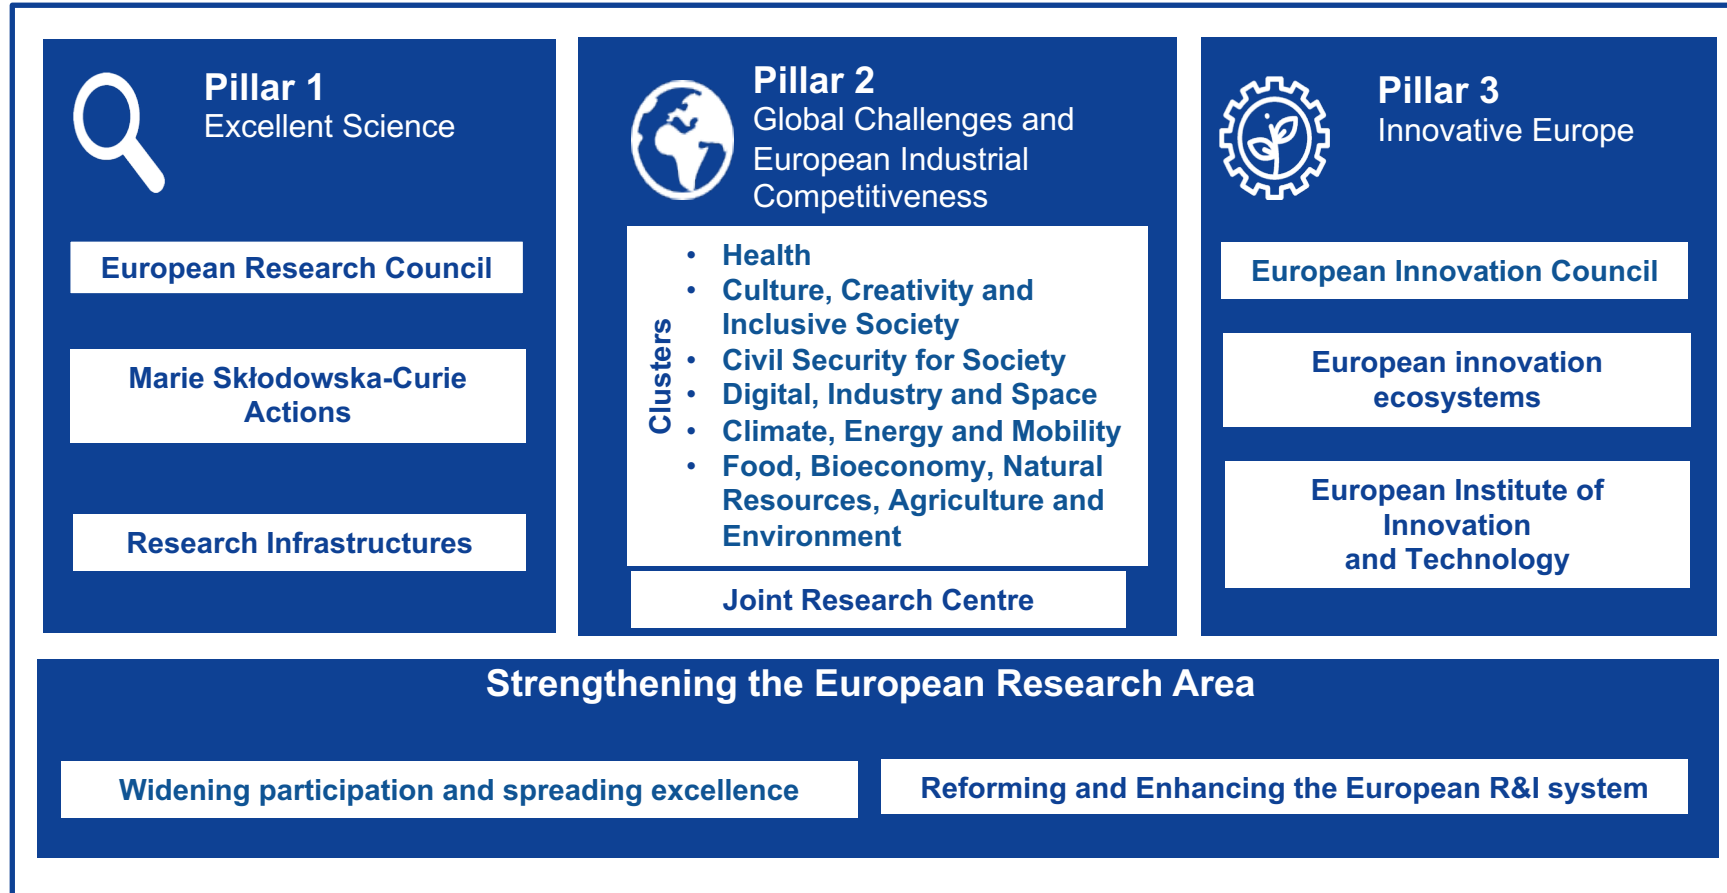 Pillar 1
Excellent Science
European Research Council
Marie Skłodowska-Curie
Actions
Research Infrastructures
Pillar 2
Global Challenges and
European Industrial
Competitiveness
Clusters
• Health
• Culture, Creativity and
Inclusive Society
• Civil Security for Society
• Digital, Industry and Space
• Climate, Energy and Mobility
• Food, Bioeconomy, Natural
Resources, Agriculture and
Environment
Joint Research Centre
Pillar 3
Innovative Europe
European Innovation Council
European innovation
ecosystems
European Institute of
Innovation
and Technology
Strengthening the European Research Area
Widening participation and spreading excellence
Reforming and Enhancing the European R&I system